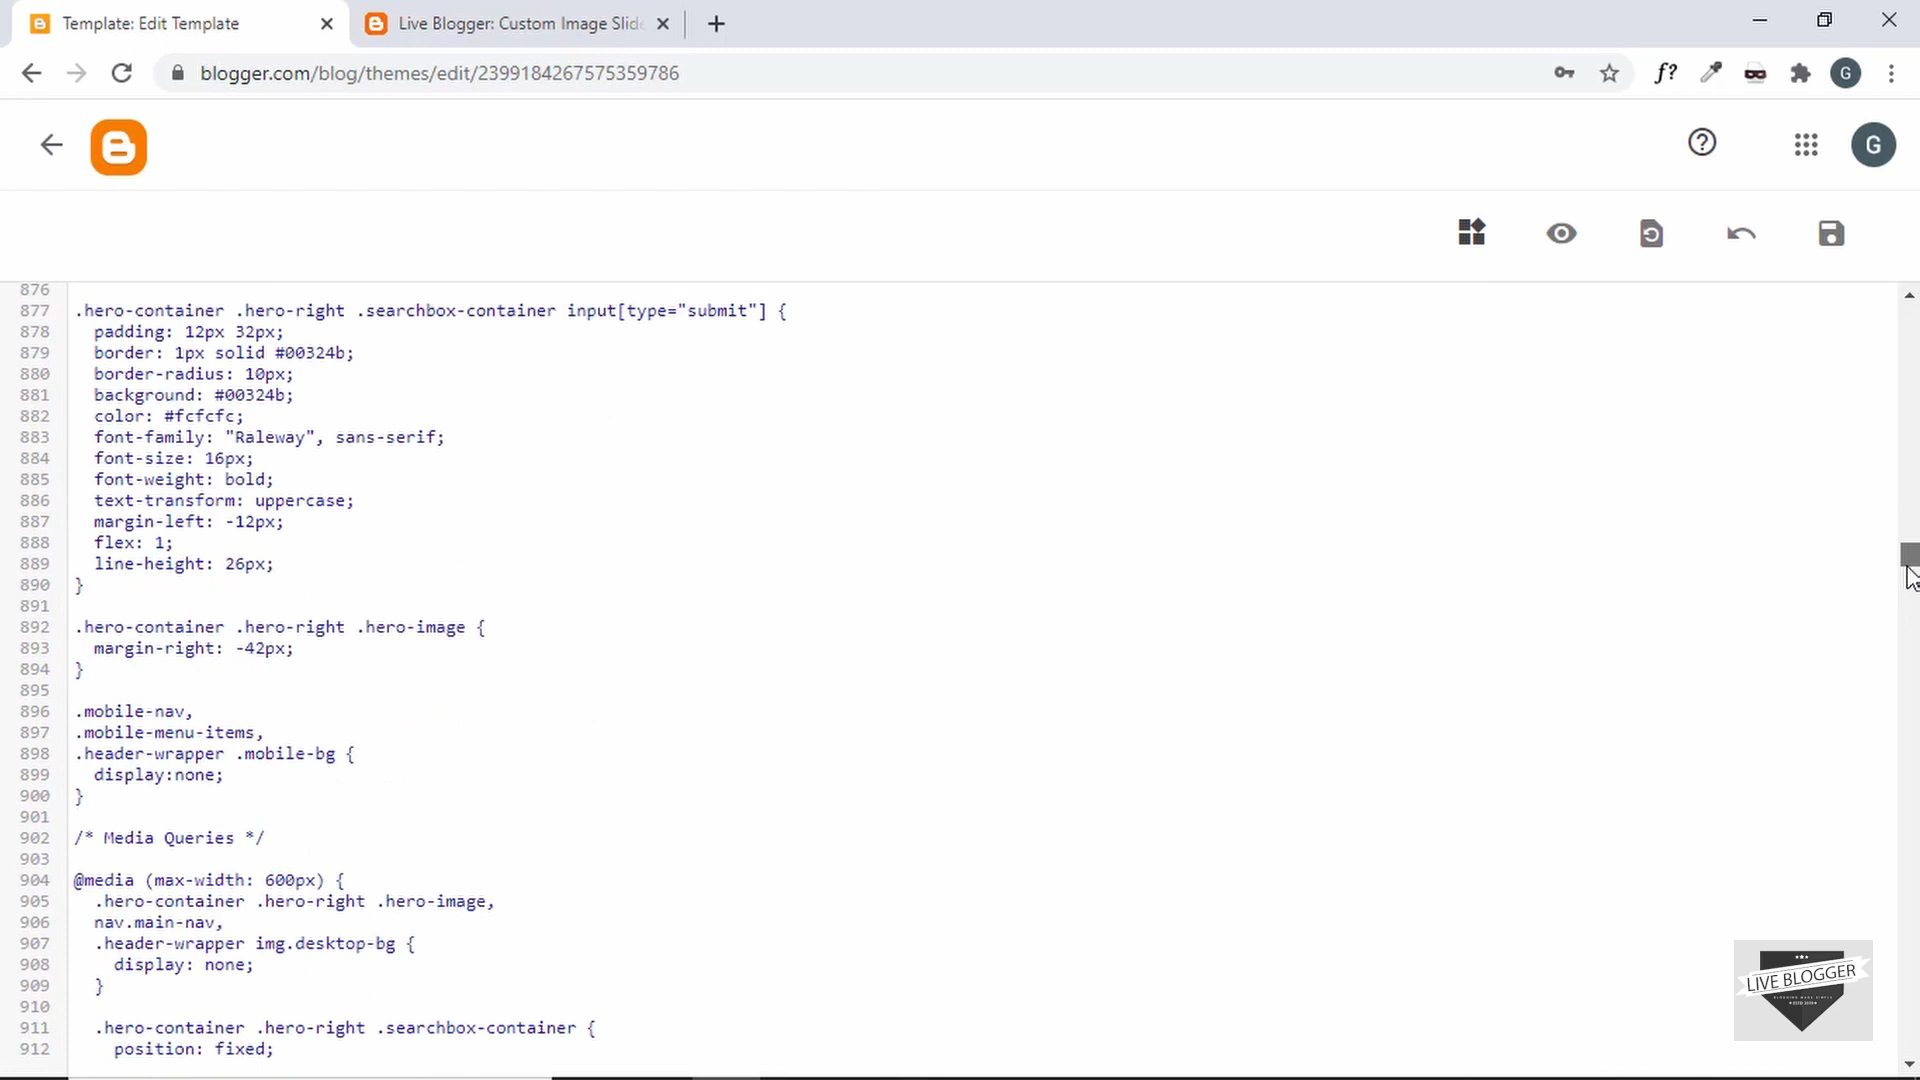 Template: Edit Template
Live Blogger: Custom Image Slide
blogger.com/blog/themes/edit/2399184267575359786
f?
G
G
876
877 .hero-container .hero-right .searchbox-container input[type="submit"] {
878 padding: 12px 32px;
879 border: 1px solid #00324b;
880 border-radius: 10px;
881 background: #00324b;
882 color: #fcfcfc;
883 font-family: "Raleway", sans-serif;
884 font-size: 16px;
885 font-weight: bold;
886 text-transform: uppercase;
887 margin-left: -12px;
888 flex: 1;
889 line-height: 26px;
890 }
891
892 .hero-container .hero-right .hero-image {
893 margin-right: -42px;
894 }
895
896 .mobile-nav,
897 .mobile-menu-items,
898 .header-wrapper .mobile-bg {
899 display:none;
900 }
901
902 /* Media Queries */
903
904 @media (max-width: 600px) {
905 .hero-container .hero-right .hero-image,
906 nav.main-nav,
907 .header-wrapper img.desktop-bg {
908 display: none;
909 }
910
911 .hero-container .hero-right .searchbox-container {
912 position: fixed;
LIVE BLOGGER